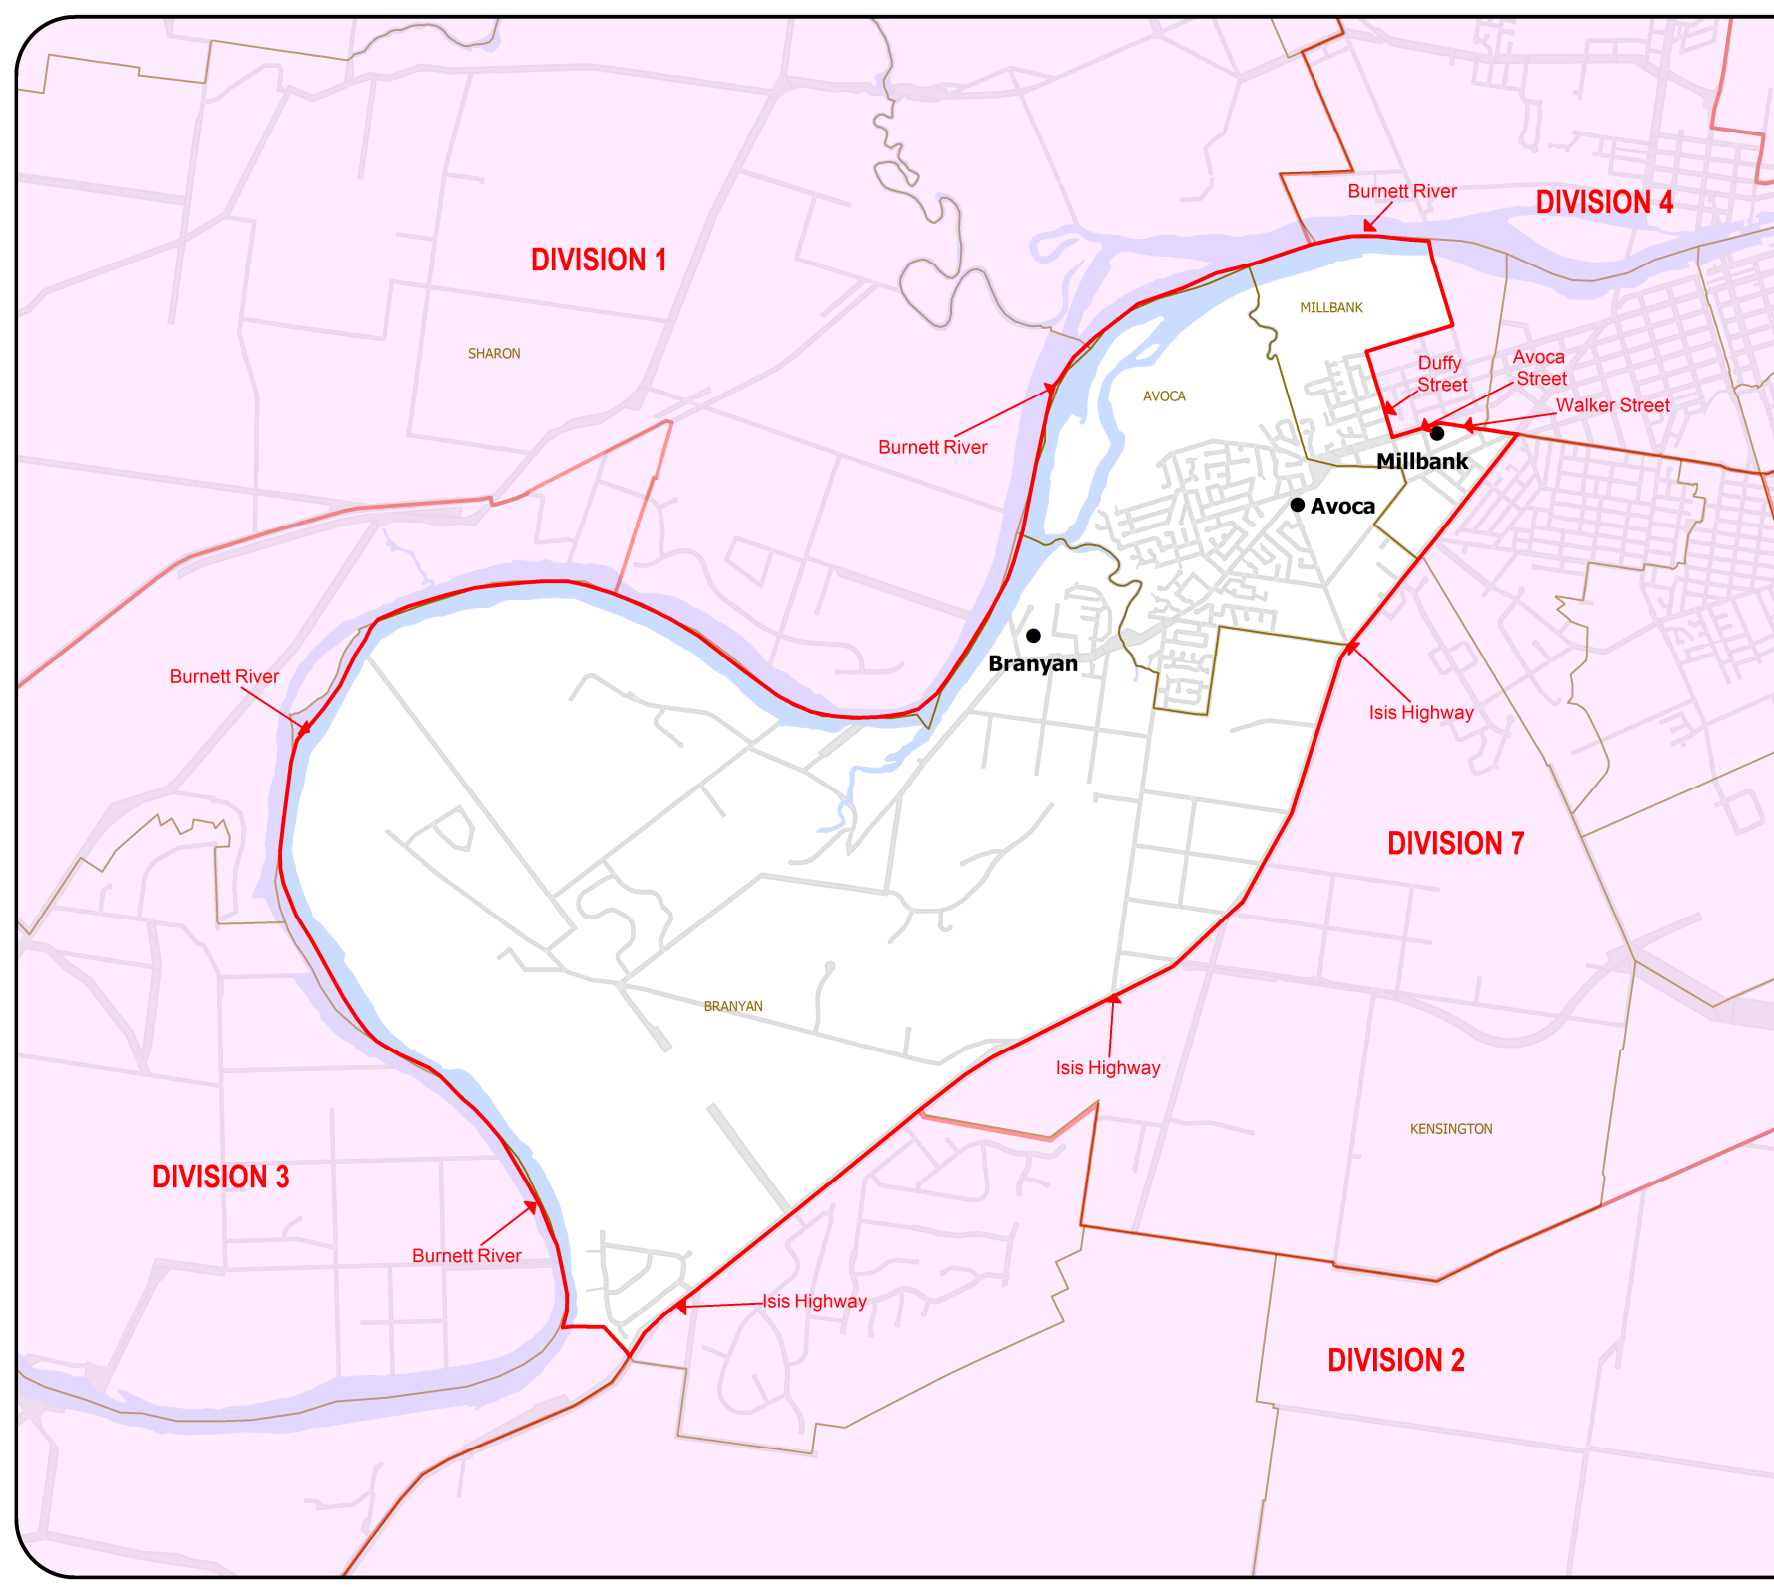 Burnett River
DIVISION 4
DIVISION 1
MILLBANK
SHARON
Duffy
Street
Avoca
Street
AVOCA
Walker Street
Burnett River
Millbank
Avoca
Branyan
Burnett River
Isis Highway
DIVISION 7
BRANYAN
Isis Highway
KENSINGTON
DIVISION 3
Burnett River
Isis Highway
DIVISION 2